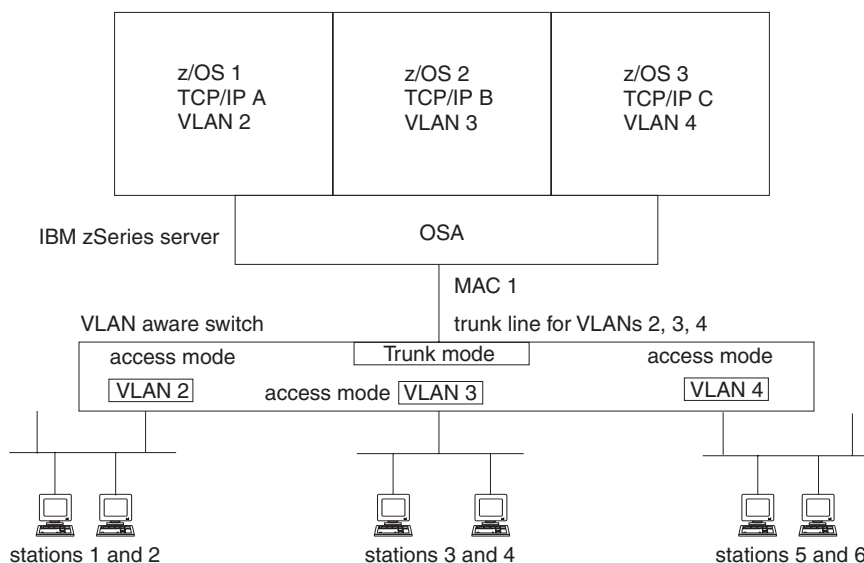 z/OS 1
TCP/IP A
VLAN 2
z/OS 2
TCP/IP B
VLAN 3
z/OS 3
TCP/IP C
VLAN 4
IBM zSeries server
OSA
MAC 1
VLAN aware switch
trunk line for VLANs 2, 3, 4
access mode
Trunk mode
access mode
VLAN 2
access mode
VLAN 3
VLAN 4
stations 1 and 2
stations 3 and 4
stations 5 and 6